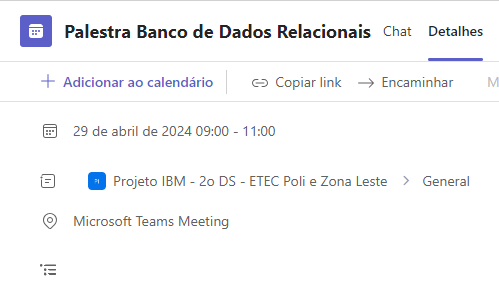 Palestra Banco de Dados Relacionais Chat Detalhes
Adicionar ao calendário Copiar link Encaminhar M
29 de abril de 2024 09:00 - 11:00
Projeto IBM - 2o DS - ETEC Poli e Zona Leste > General
Microsoft Teams Meeting